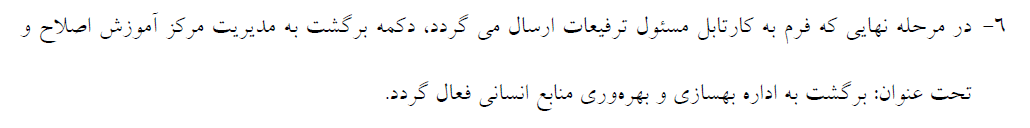 ۶- در مرحله نهایی که فرم به کارتابل مسئول ترفیعات ارسال می گردد، دکمه برگشت به مدیریت مرکز آموزش اصلاح و
تحت عنوان: برگشت به اداره بهسازی و بهره‌وری منابع انسانی فعال گردد.